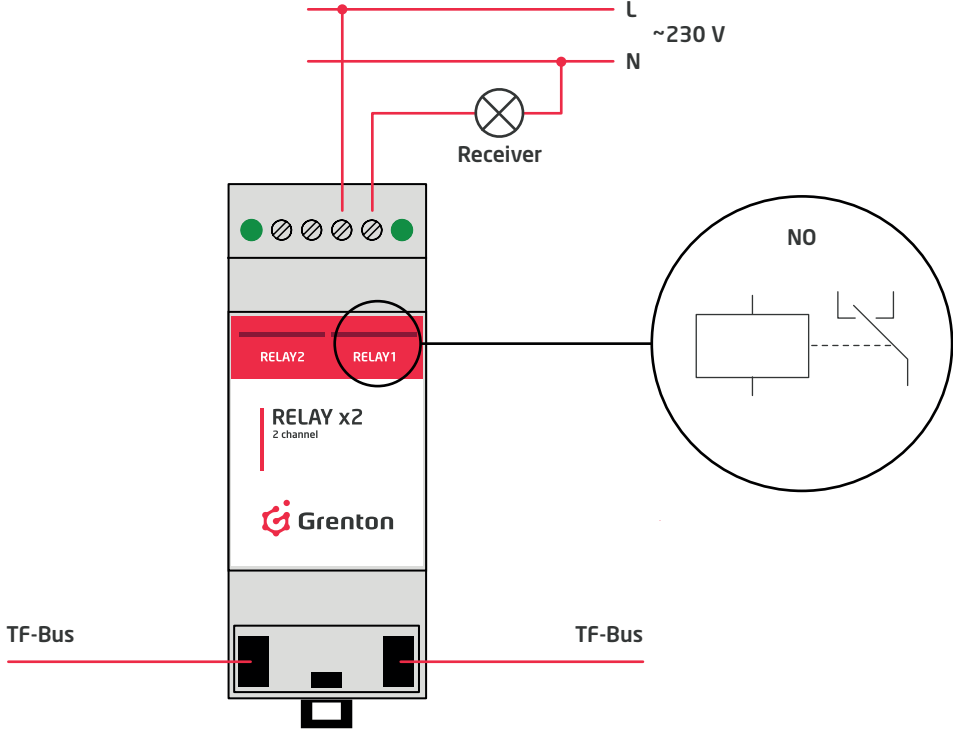 L
~230 V
N
Receiver
NO
RELAY2
RELAY1
RELAY x2
2 channel
Grenton
TF-Bus
TF-Bus